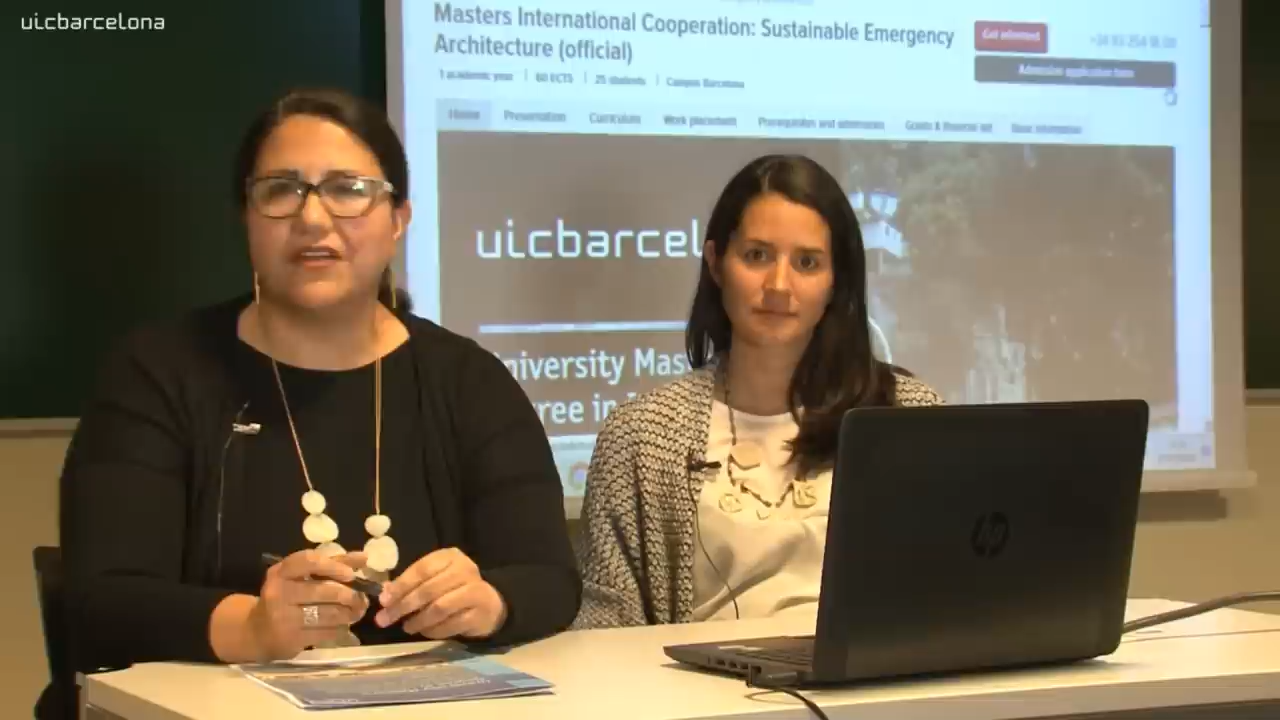 uicbarcelona
Masters International Cooperation: Sustainable Emergency
Architecture (official)
Get informed
Admission application form
1 academic year
60 ECTS
25 students
Campus Barcelona
Home
Presentation
Curriculum
Work placement
Prerequisites and admission
Grants & financial aid
Basic information
uicbarcel
niversity Mas
ree in
hp